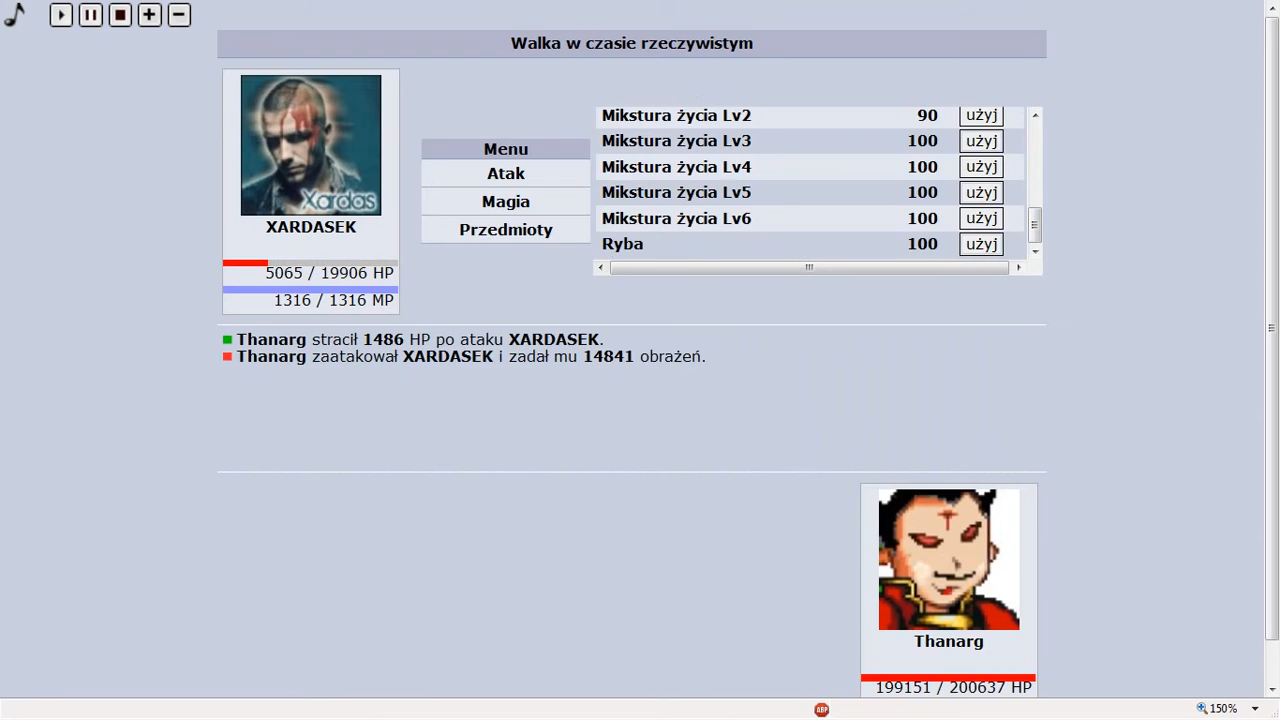 Walka w czasie rzeczywistym
Xardas
XARDASEK
5065 / 19906 HP
1316 / 1316 MP
Menu
Atak
Magia
Przedmioty
Mikstura życia Lv2 90 użyj
Mikstura życia Lv3 100 użyj
Mikstura życia Lv4 100 użyj
Mikstura życia Lv5 100 użyj
Mikstura życia Lv6 100 użyj
Ryba 100 użyj
Thanarg stracił 1486 HP po ataku XARDASEK.
Thanarg zaatakował XARDASEK i zadał mu 14841 obrażeń.
Thanarg
199151 / 200637 HP
ABP
150%